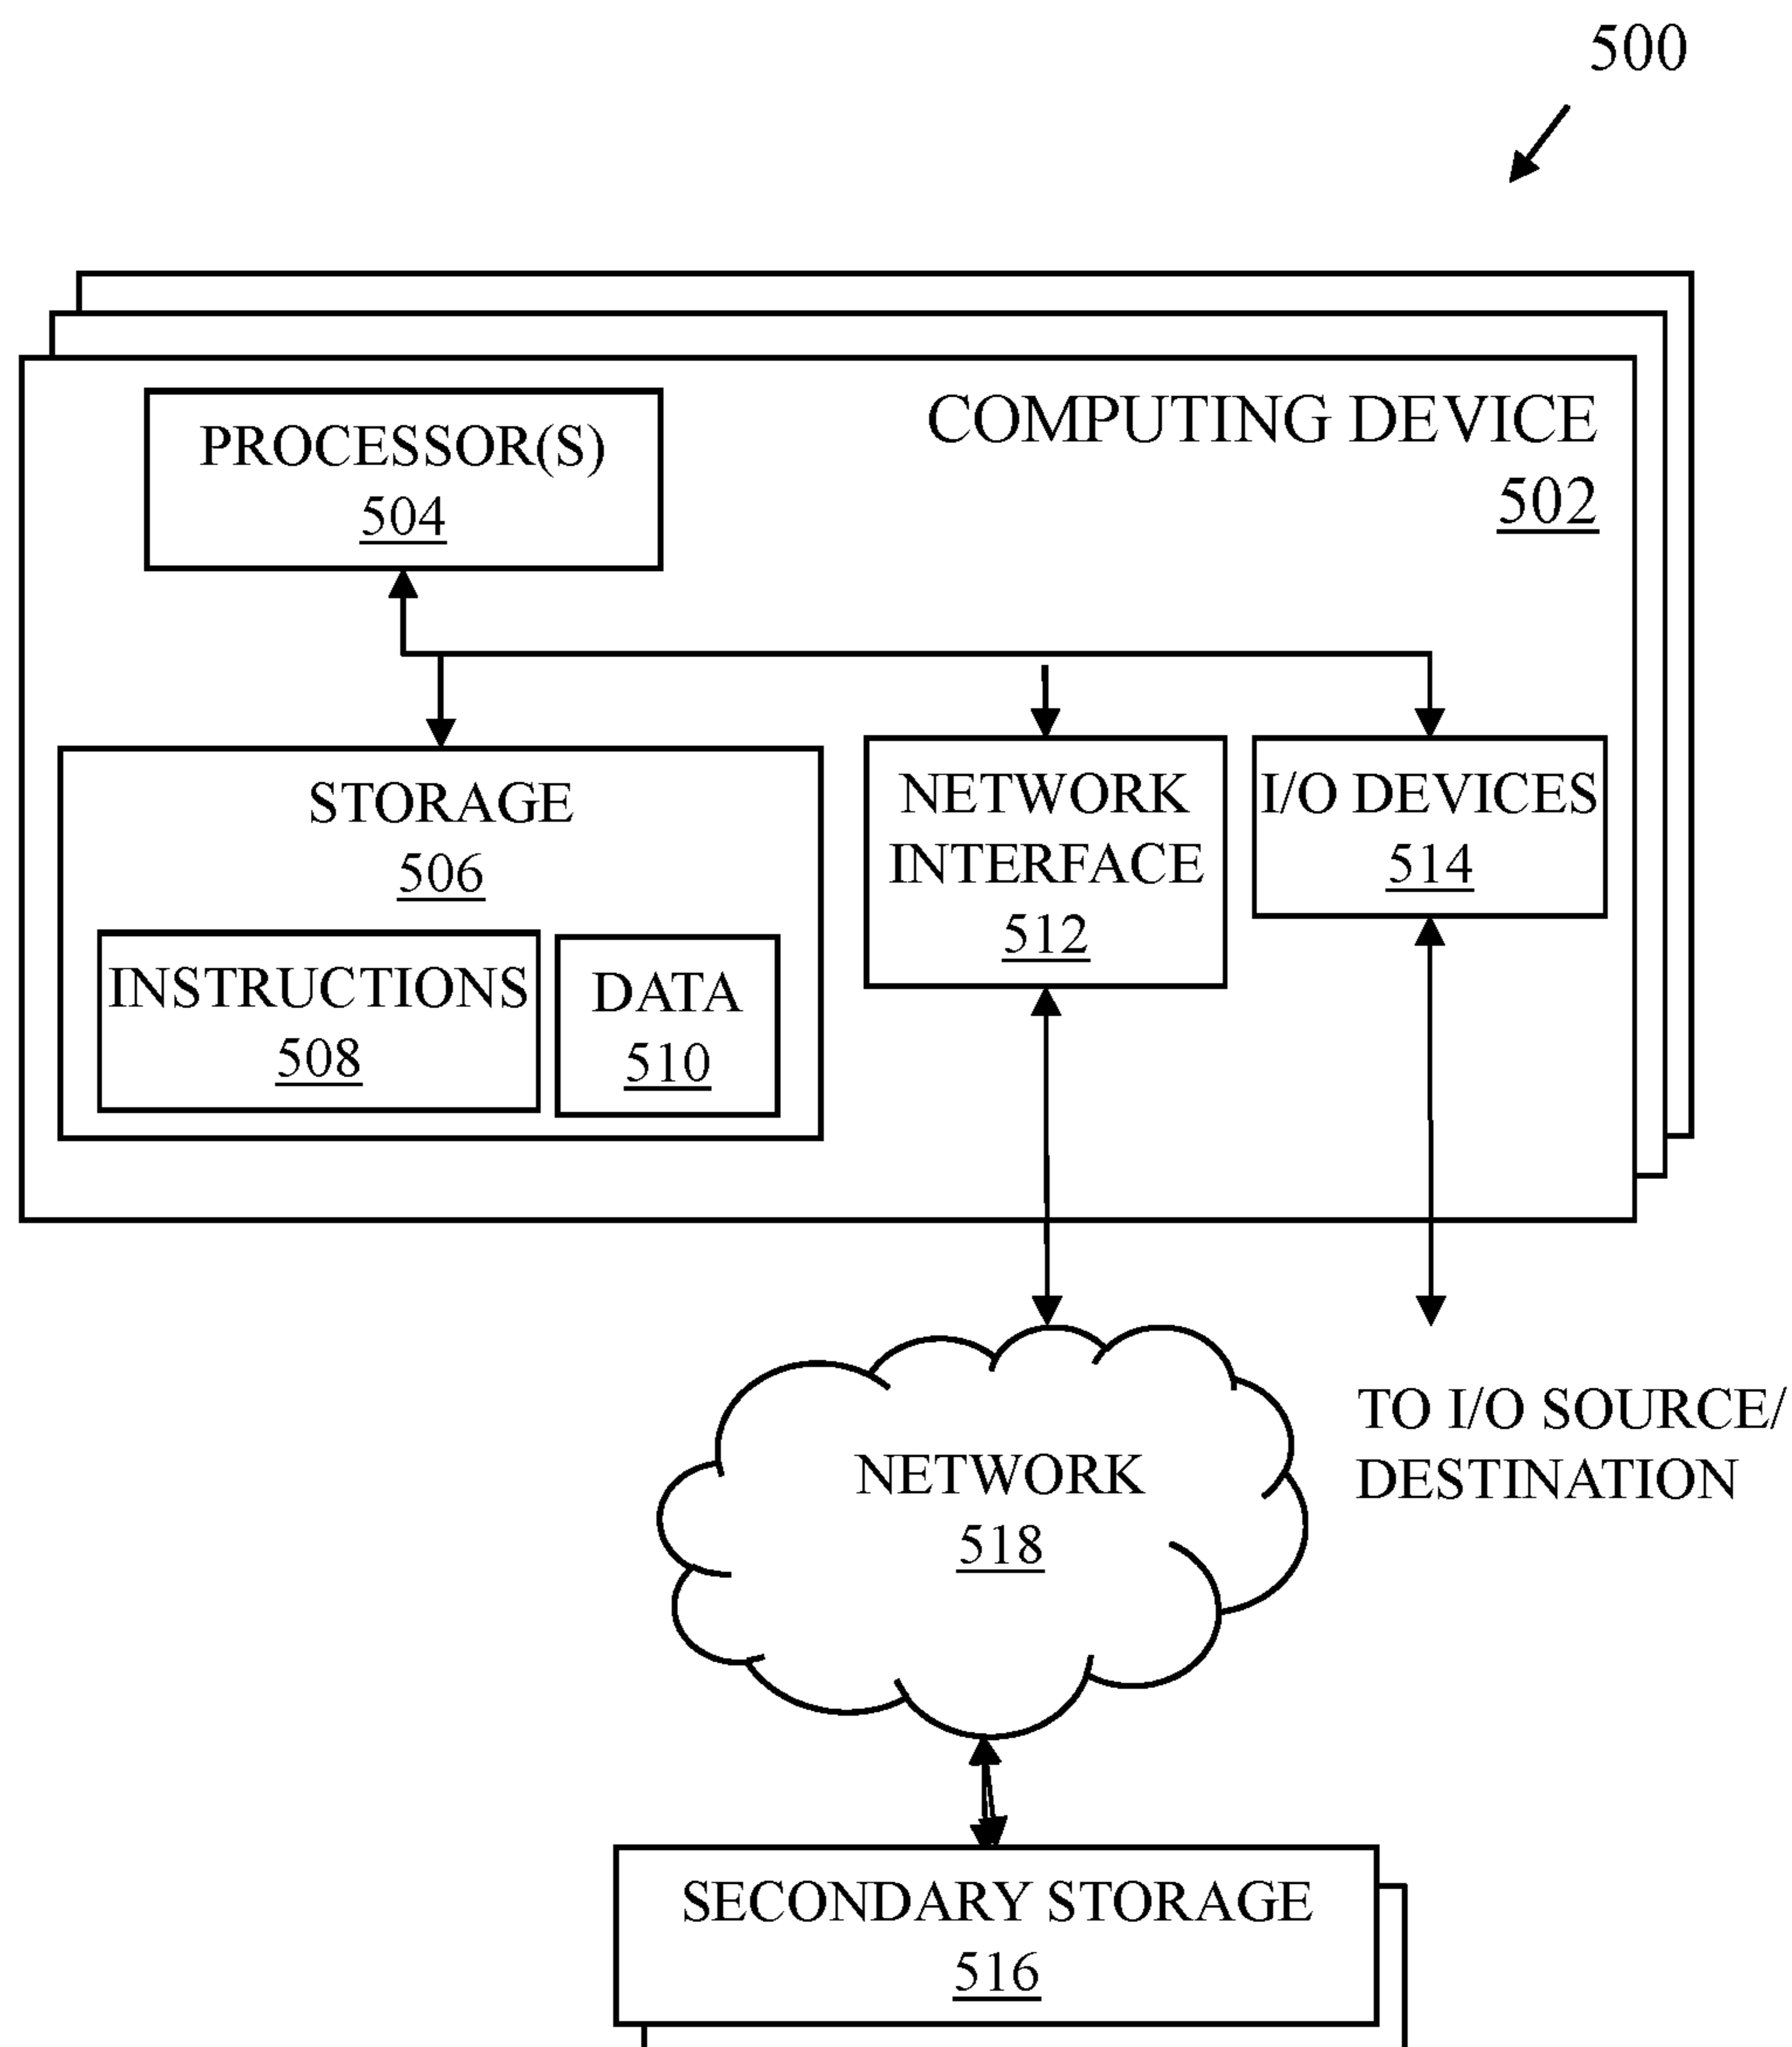 500
COMPUTING DEVICE
502
PROCESSOR(S)
504
STORAGE
506
INSTRUCTIONS
508
DATA
510
NETWORK
INTERFACE
512
I/O DEVICES
514
NETWORK
518
TO I/O SOURCE/
DESTINATION
SECONDARY STORAGE
516